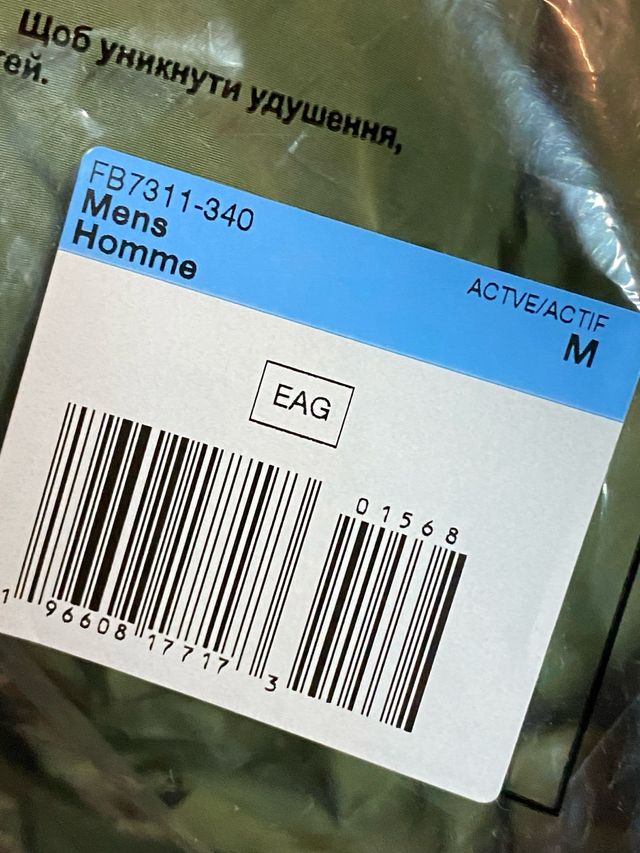 Щоб уникнути удушення,
тей.
FB7311-340
Mens
Homme
ACTVE/ACTIF
M
EAG
01568
1 96608 17717 3